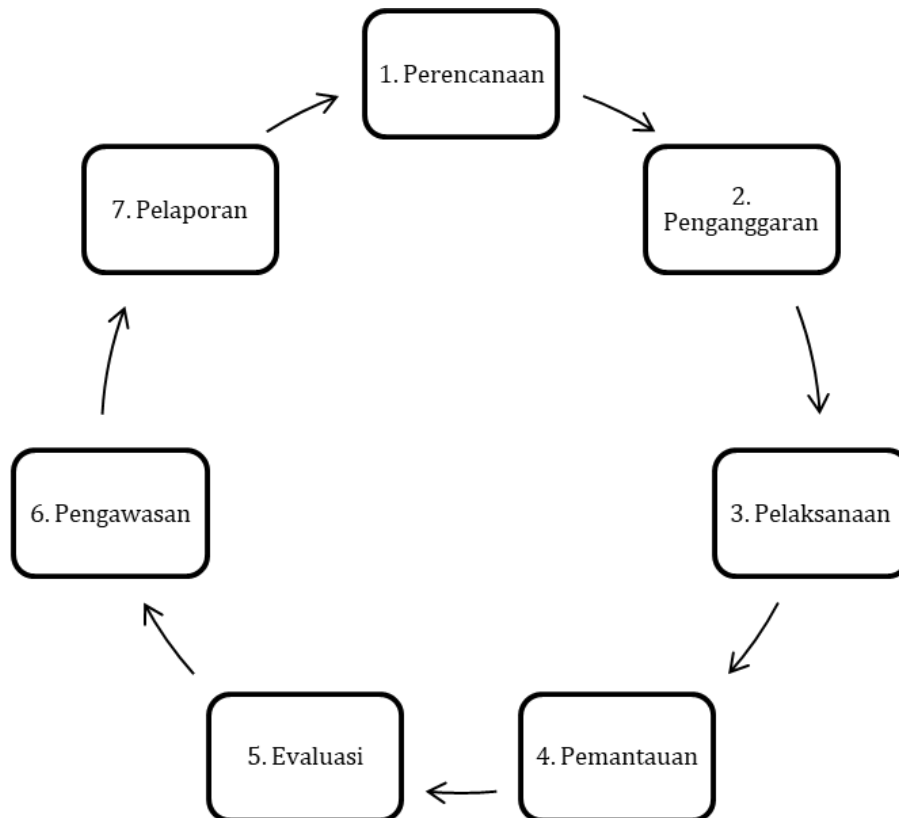 1. Perencanaan
2.
Penganggaran
3. Pelaksanaan
4. Pemantauan
5. Evaluasi
6. Pengawasan
7. Pelaporan